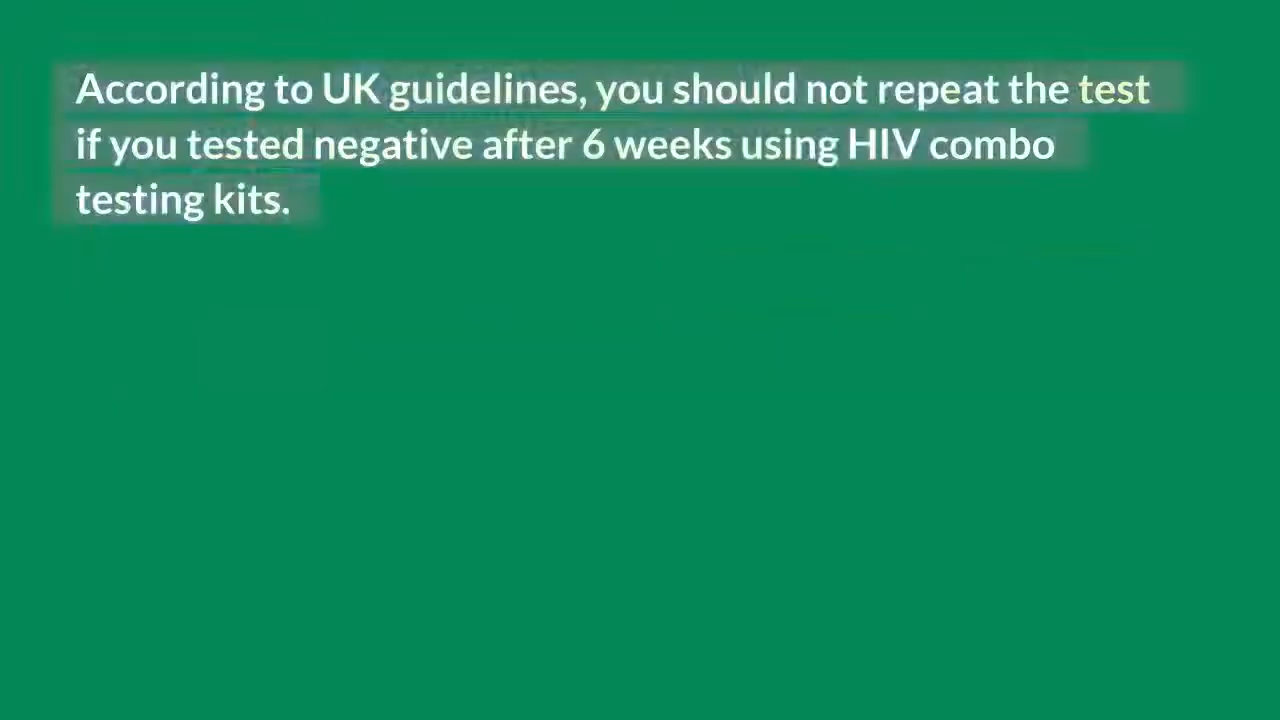 According to UK guidelines, you should not repeat the test
if you tested negative after 6 weeks using HIV combo
testing kits.